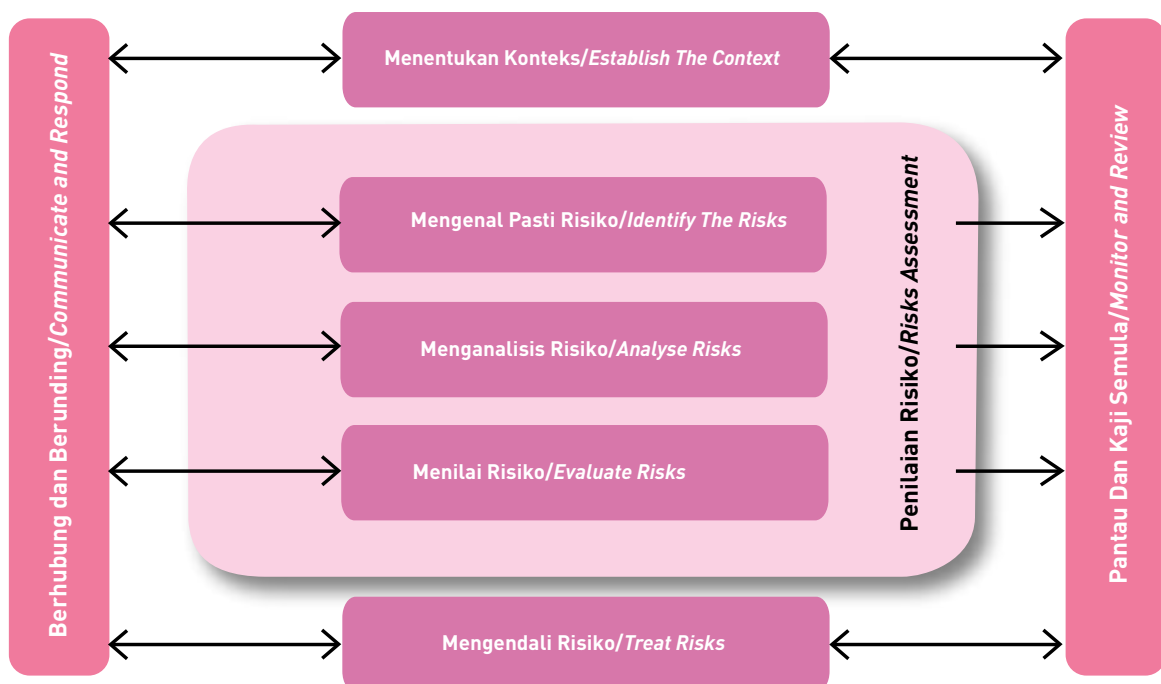 Berhubung dan Berunding/Communicate and Respond
Menentukan Konteks/Establish The Context
Mengenal Pasti Risiko/Identify The Risks
Menganalisis Risiko/Analyse Risks
Menilai Risiko/Evaluate Risks
Penilaian Risiko/Risks Assessment
Mengendali Risiko/Treat Risks
Pantau Dan Kaji Semula/Monitor and Review